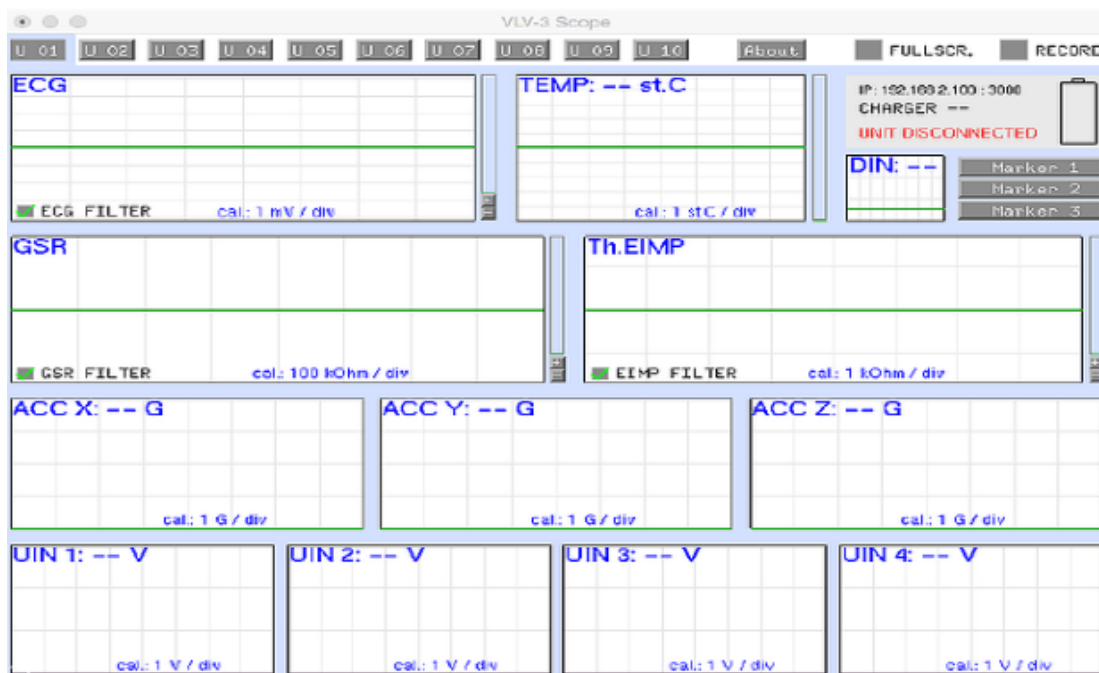 VLV-3 Scope
U 01 U 02 U 03 U 04 U 05 U 06 U 07 U 08 U 09 U 10 About FULLSCR. RECORD
ECG
TEMP: -- st.C
IP: 192.168.2.100 : 3000
CHARGER --
UNIT DISCONNECTED
DIN: --
Marker 1
Marker 2
Marker 3
ECG FILTER cal.: 1 mV / div
cal.: 1 stC / div
GSR
Th.EIMP
GSR FILTER cal.: 100 kOhm / div
EIMP FILTER cal.: 1 kOhm / div
ACC X: -- G
ACC Y: -- G
ACC Z: -- G
cal.: 1 G / div
cal.: 1 G / div
cal.: 1 G / div
UIN 1: -- V
UIN 2: -- V
UIN 3: -- V
UIN 4: -- V
cal.: 1 V / div
cal.: 1 V / div
cal.: 1 V / div
cal.: 1 V / div